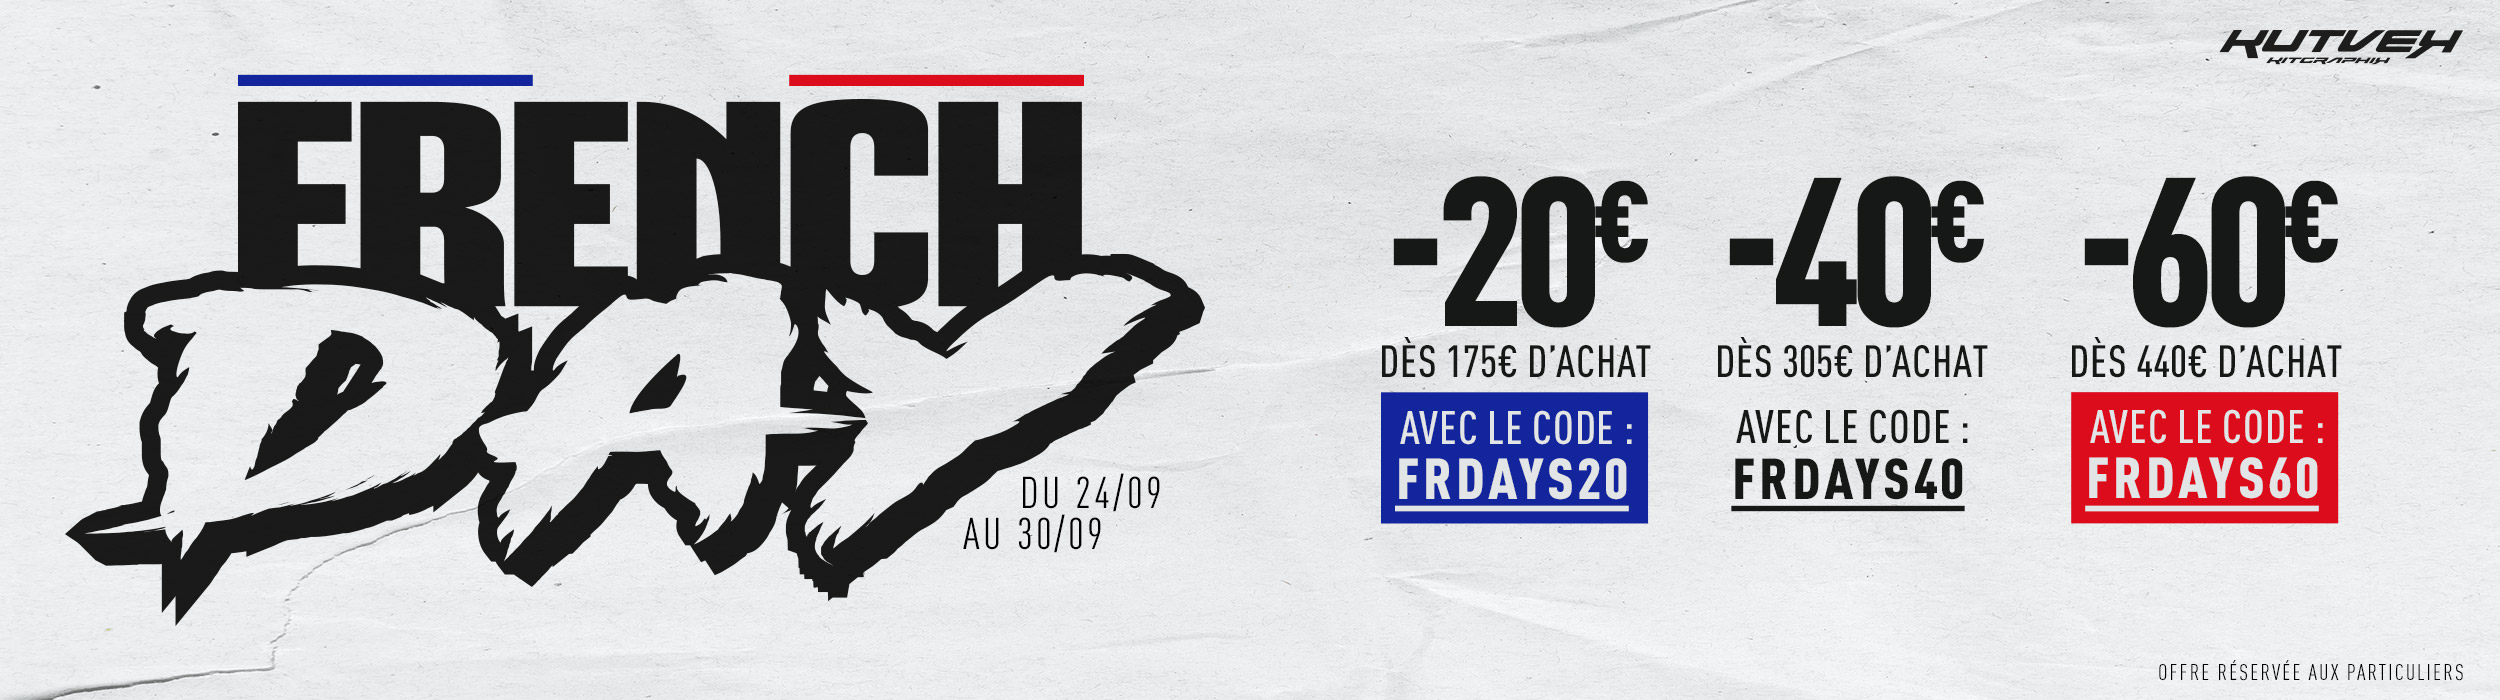 KUTVEK
KITGRAPHIK
FRENCH
DAY
DU 24/09
AU 30/09
-20€
DÈS 175€ D'ACHAT
AVEC LE CODE :
FRDAYS20
-40€
DÈS 305€ D'ACHAT
AVEC LE CODE :
FRDAYS40
-60€
DÈS 440€ D'ACHAT
AVEC LE CODE :
FRDAYS60
OFFRE RÉSERVÉE AUX PARTICULIERS